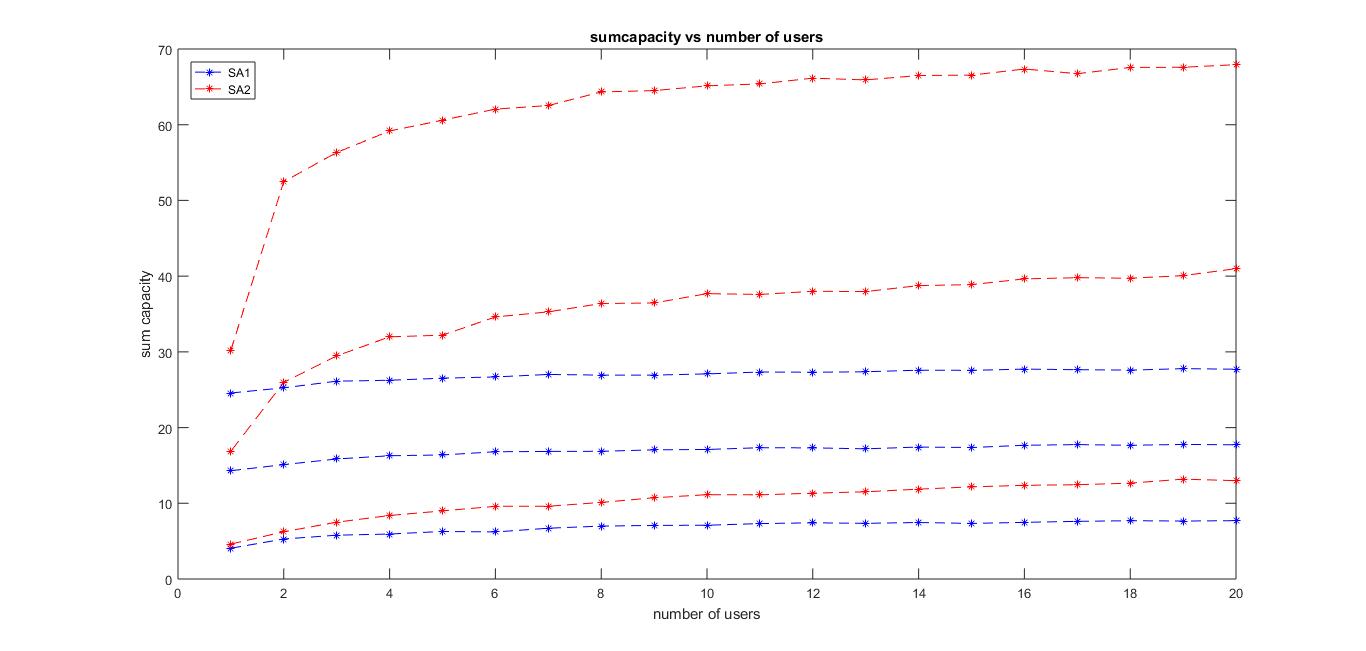 sumcapacity vs number of users
SA1
SA2
70
60
50
40
30
20
10
0
sum capacity
0 2 4 6 8 10 12 14 16 18 20
number of users